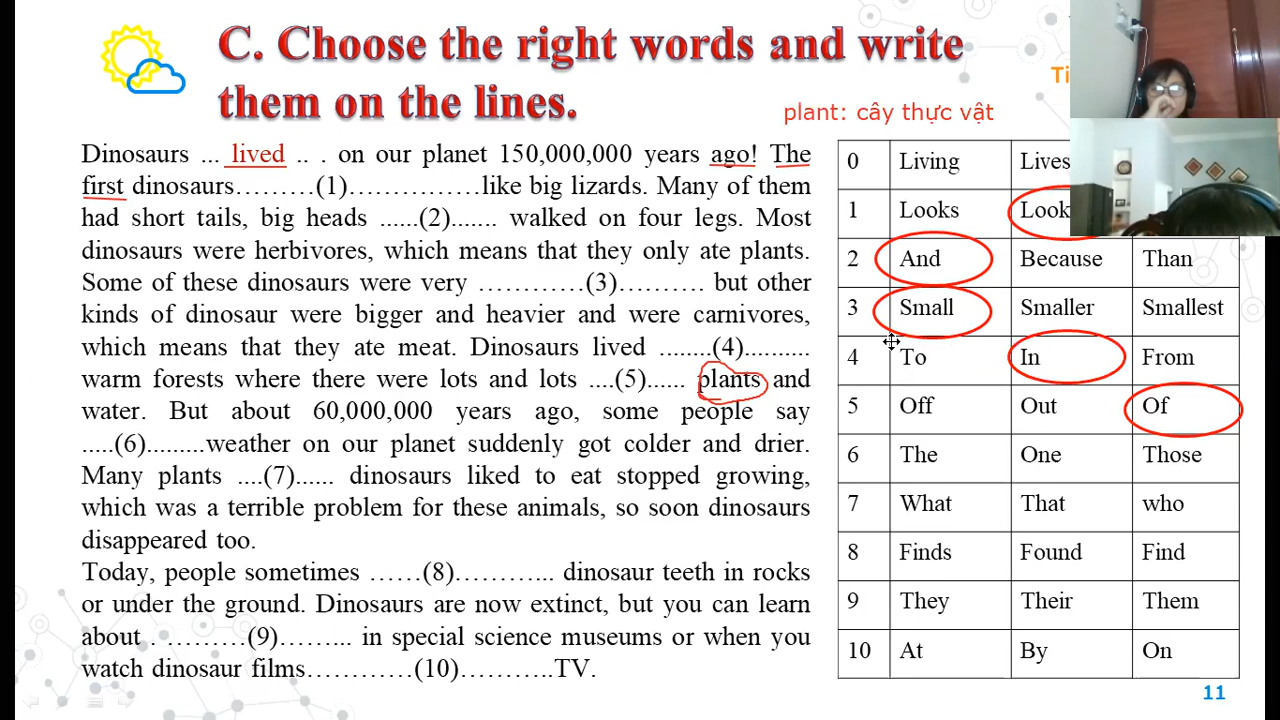 C. Choose the right words and write
them on the lines.
Ti
plant: cây thực vật
Dinosaurs ... lived .. . on our planet 150,000,000 years ago! The
first dinosaurs………(1)……………like big lizards. Many of them
had short tails, big heads ......(2)....... walked on four legs. Most
dinosaurs were herbivores, which means that they only ate plants.
Some of these dinosaurs were very …………(3)………. but other
kinds of dinosaur were bigger and heavier and were carnivores,
which means that they ate meat. Dinosaurs lived ........(4)..........
warm forests where there were lots and lots ....(5)...... plants and
water. But about 60,000,000 years ago, some people say
.....(6).........weather on our planet suddenly got colder and drier.
Many plants ....(7)...... dinosaurs liked to eat stopped growing,
which was a terrible problem for these animals, so soon dinosaurs
disappeared too.
Today, people sometimes ……(8)………... dinosaur teeth in rocks
or under the ground. Dinosaurs are now extinct, but you can learn
about . ………(9)……... in special science museums or when you
watch dinosaur films…………(10)………..TV.
0 Living Lives
1 Looks Look
2 And Because Than
3 Small Smaller Smallest
4 To In From
5 Off Out Of
6 The One Those
7 What That who
8 Finds Found Find
9 They Their Them
10 At By On
11